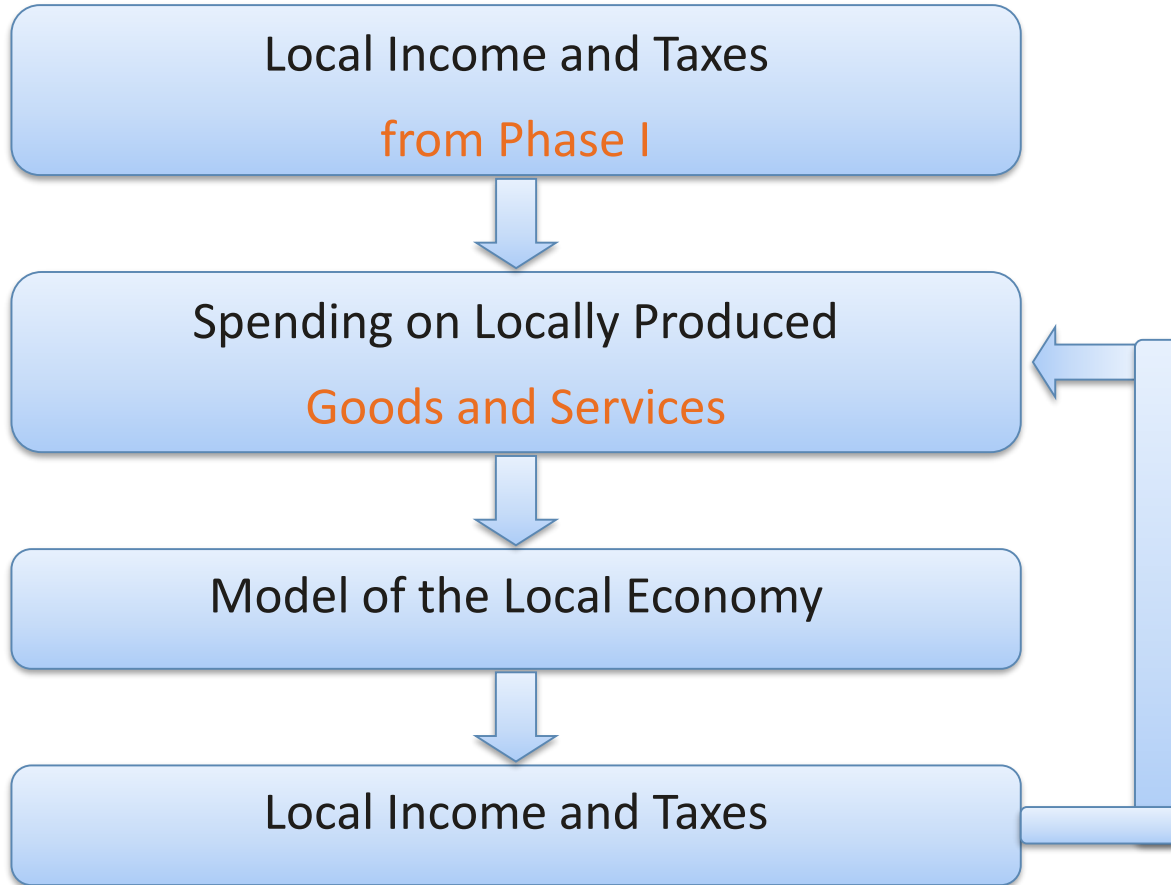 Local Income and Taxes
from Phase I
Spending on Locally Produced
Goods and Services
Model of the Local Economy
Local Income and Taxes